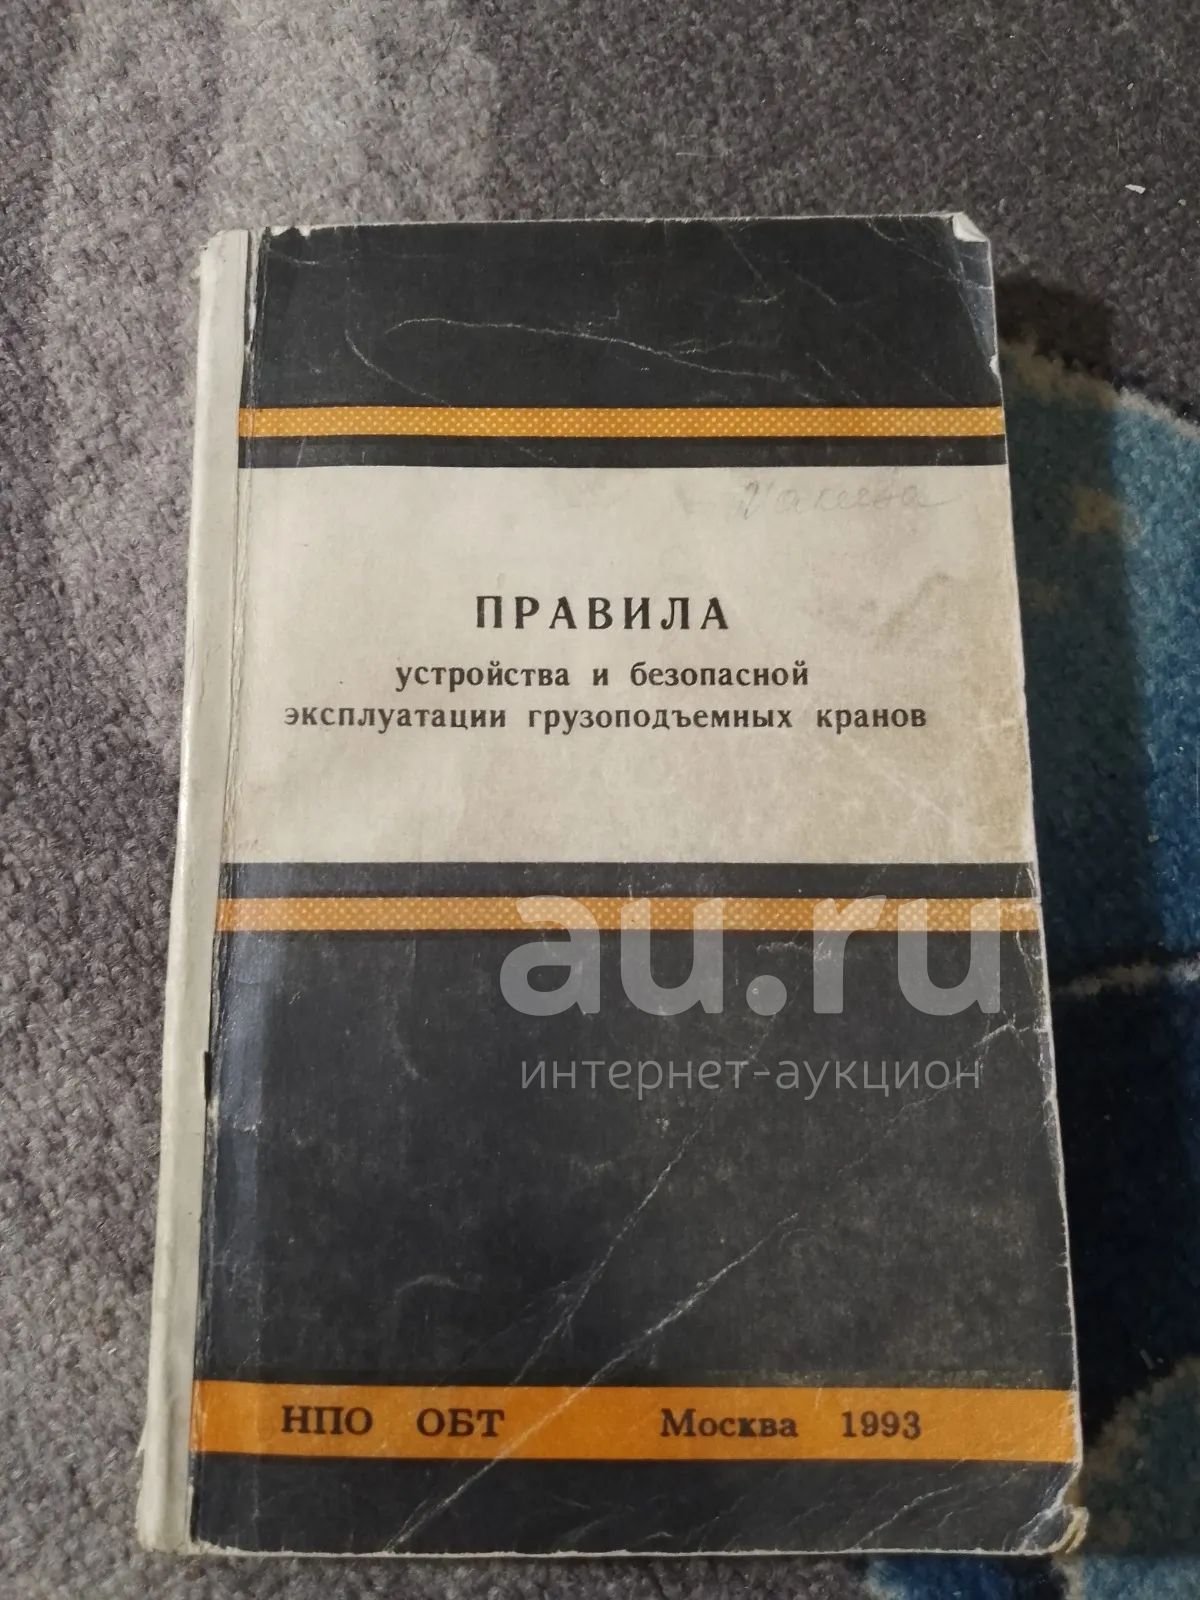 ПРАВИЛА
устройства и безопасной
эксплуатации грузоподъемных кранов
au.ru
интернет-аукцион
НПО ОБТ Москва 1993